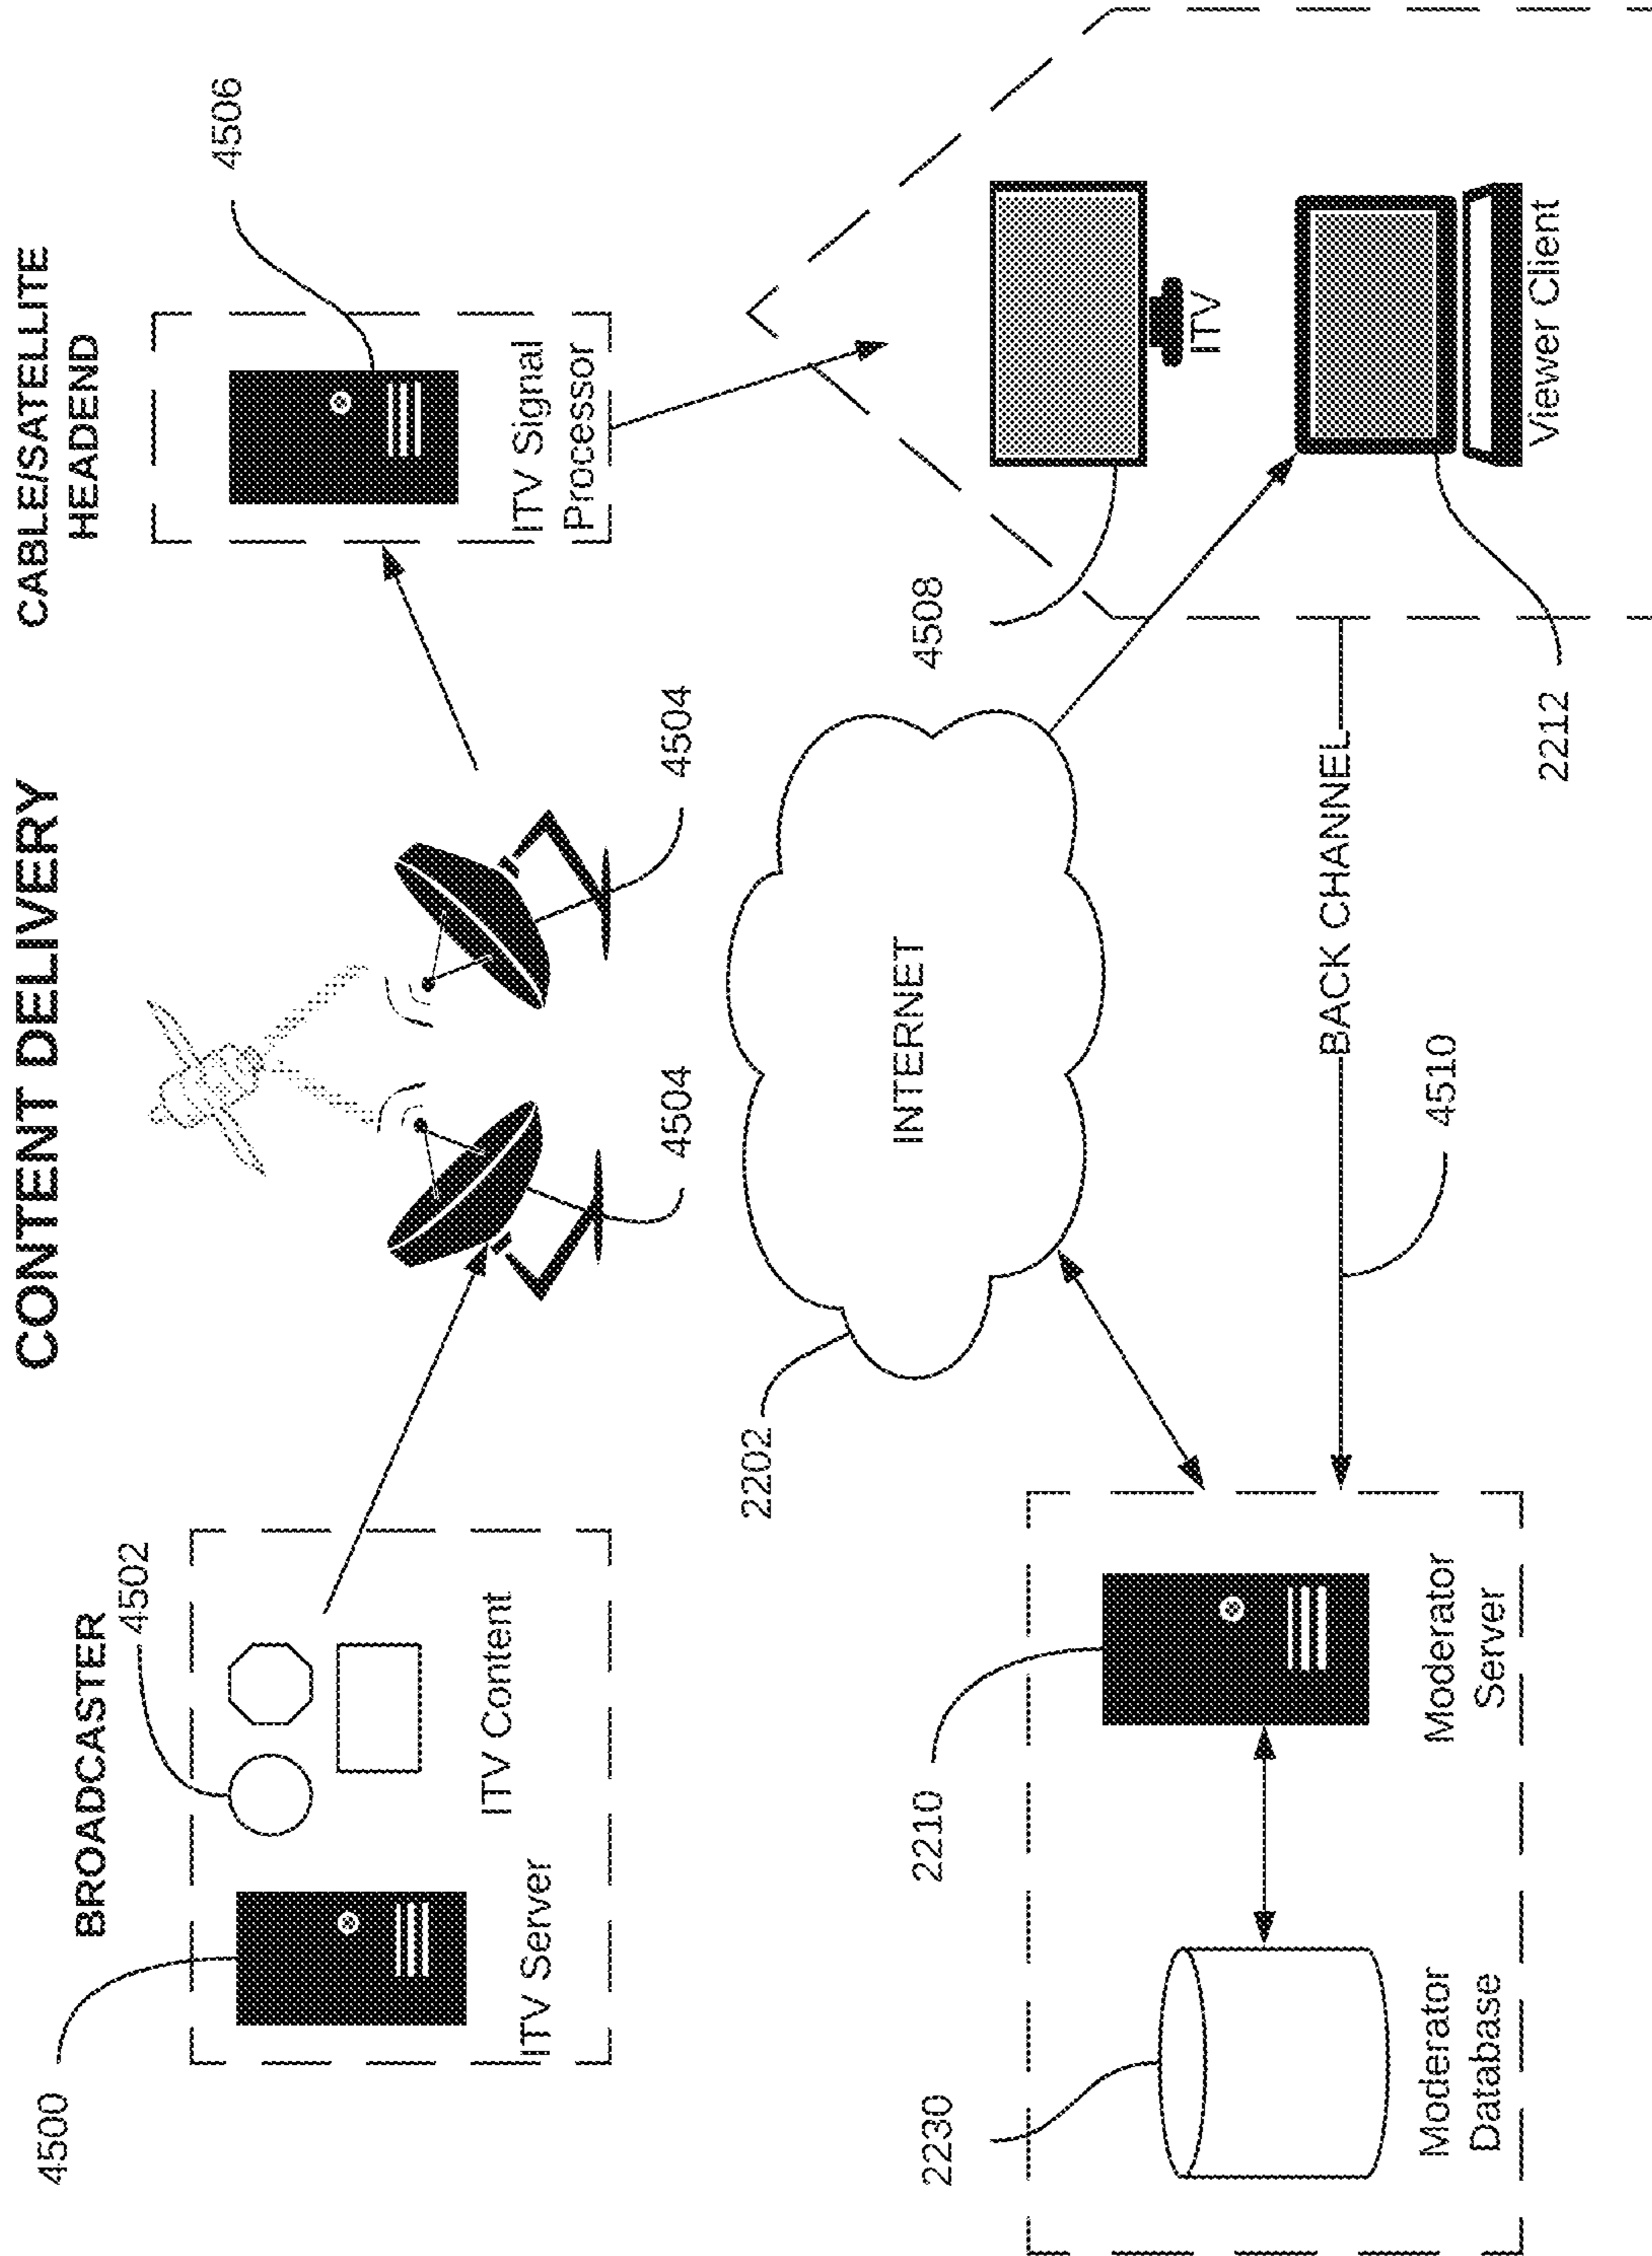 CONTENT DELIVERY
BROADCASTER
CABLE/SATELLITE
HEADEND
4500
4502
4506
ITV Server
ITV Content
4504
4504
ITV Signal
Processor
2202
INTERNET
4508
ITV
2230
2210
BACK CHANNEL
4510
2212
Viewer Client
Moderator
Database
Moderator
Server